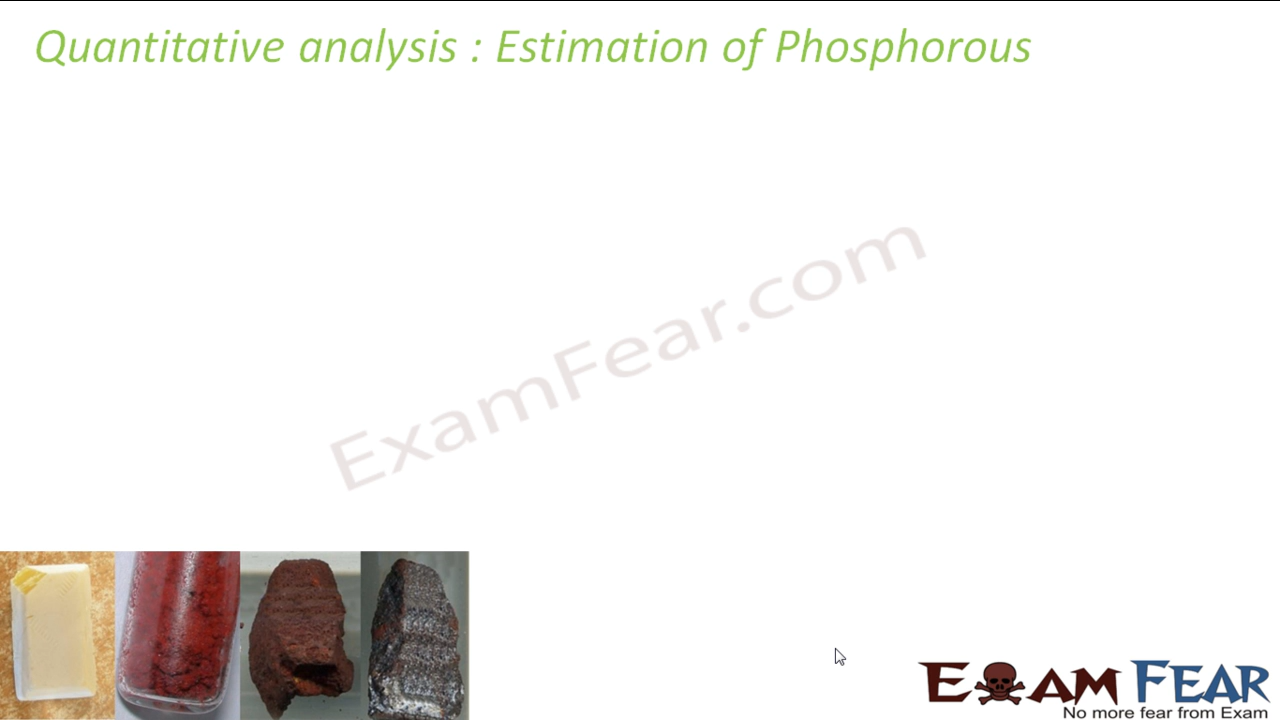 Quantitative analysis : Estimation of Phosphorous
ExamFear.com
EXAM FEAR
No more fear from Exam